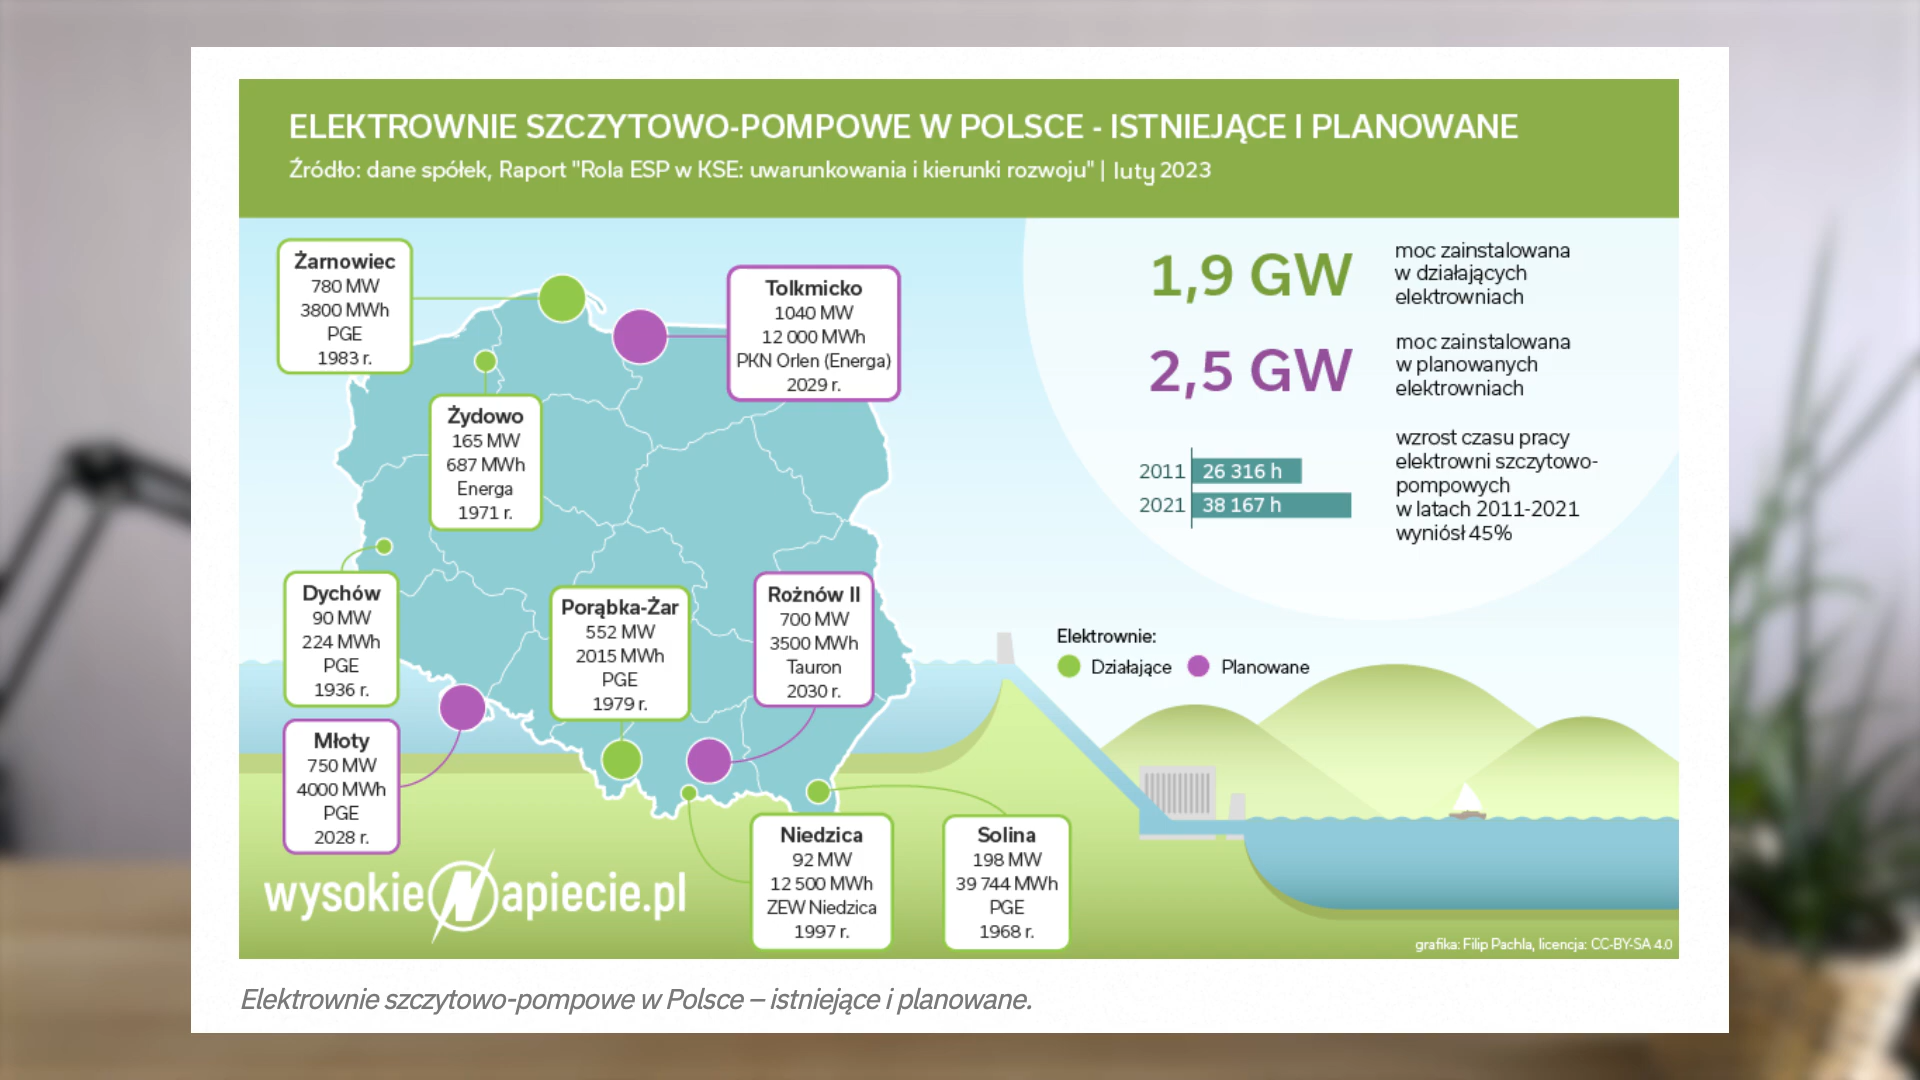 ELEKTROWNIE SZCZYTOWO-POMPOWE W POLSCE - ISTNIEJĄCE I PLANOWANE
Źródło: dane spółek, Raport "Rola ESP w KSE: uwarunkowania i kierunki rozwoju" | luty 2023
Żarnowiec
780 MW
3800 MWh
PGE
1983 r.
Tolkmicko
1040 MW
12 000 MWh
PKN Orlen (Energa)
2029 r.
Żydowo
165 MW
687 MWh
Energa
1971 r.
Dychów
90 MW
224 MWh
PGE
1936 r.
Porąbka-Żar
552 MW
2015 MWh
PGE
1979 r.
Rożnów II
700 MW
3500 MWh
Tauron
2030 r.
Młoty
750 MW
4000 MWh
PGE
2028 r.
Niedzica
92 MW
12 500 MWh
ZEW Niedzica
1997 r.
Solina
198 MW
39 744 MWh
PGE
1968 r.
1,9 GW
moc zainstalowana
w działających
elektrowniach
2,5 GW
moc zainstalowana
w planowanych
elektrowniach
2011 26 316 h
2021 38 167 h
wzrost czasu pracy
elektrowni szczytowo-
pompowych
w latach 2011-2021
wyniósł 45%
Elektrownie:
Działające Planowane
wysokieNapiecie.pl
grafika: Filip Pachla, licencja: CC-BY-SA 4.0
Elektrownie szczytowo-pompowe w Polsce – istniejące i planowane.